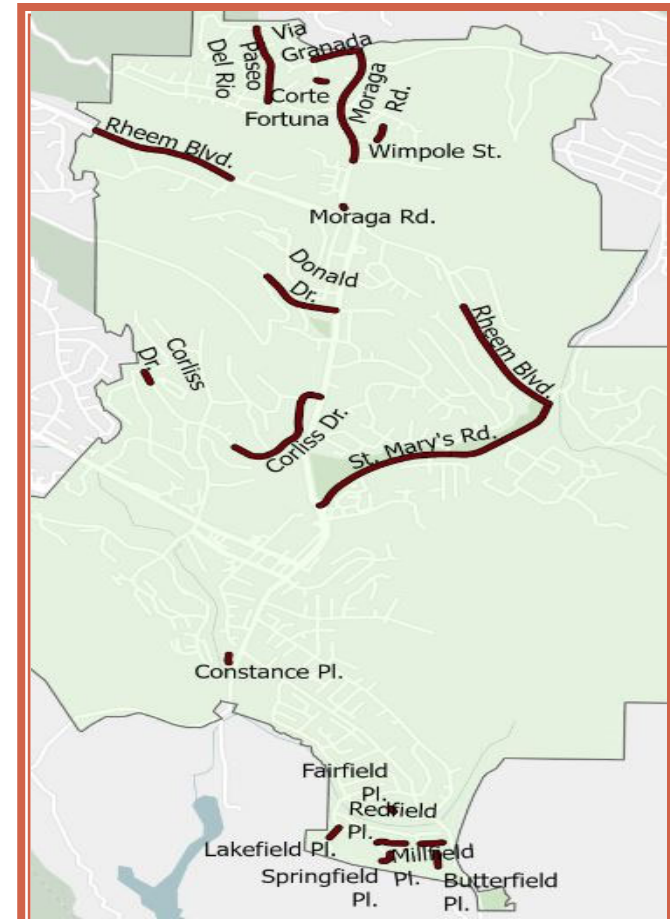 Via
Granada
Paseo
Del Rio
Corte
Fortuna
Moraga
Rd.
Wimpole St.
Rheem Blvd.
Moraga Rd.
Donald
Dr.
Rheem Blvd.
Corliss
Dr.
Corliss Dr.
St. Mary's Rd.
Constance Pl.
Fairfield
Pl.
Redfield
Pl.
Lakefield Pl.
Millfield
Pl.
Springfield
Pl.
Butterfield
Pl.